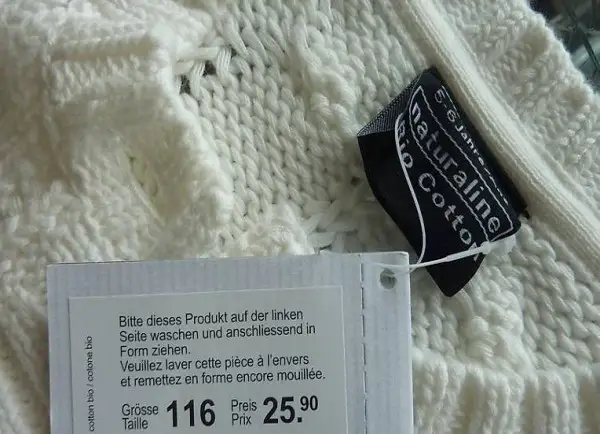 5-6 Jahre
naturaline
Bio Cotton
Bitte dieses Produkt auf der linken
Seite waschen und anschliessend in
Form ziehen.
Veuillez laver cette pièce à l'envers
et remettez en forme encore mouillée.
Grösse 116 Preis 25.90
Taille Prix
cotton bio / cotone bio